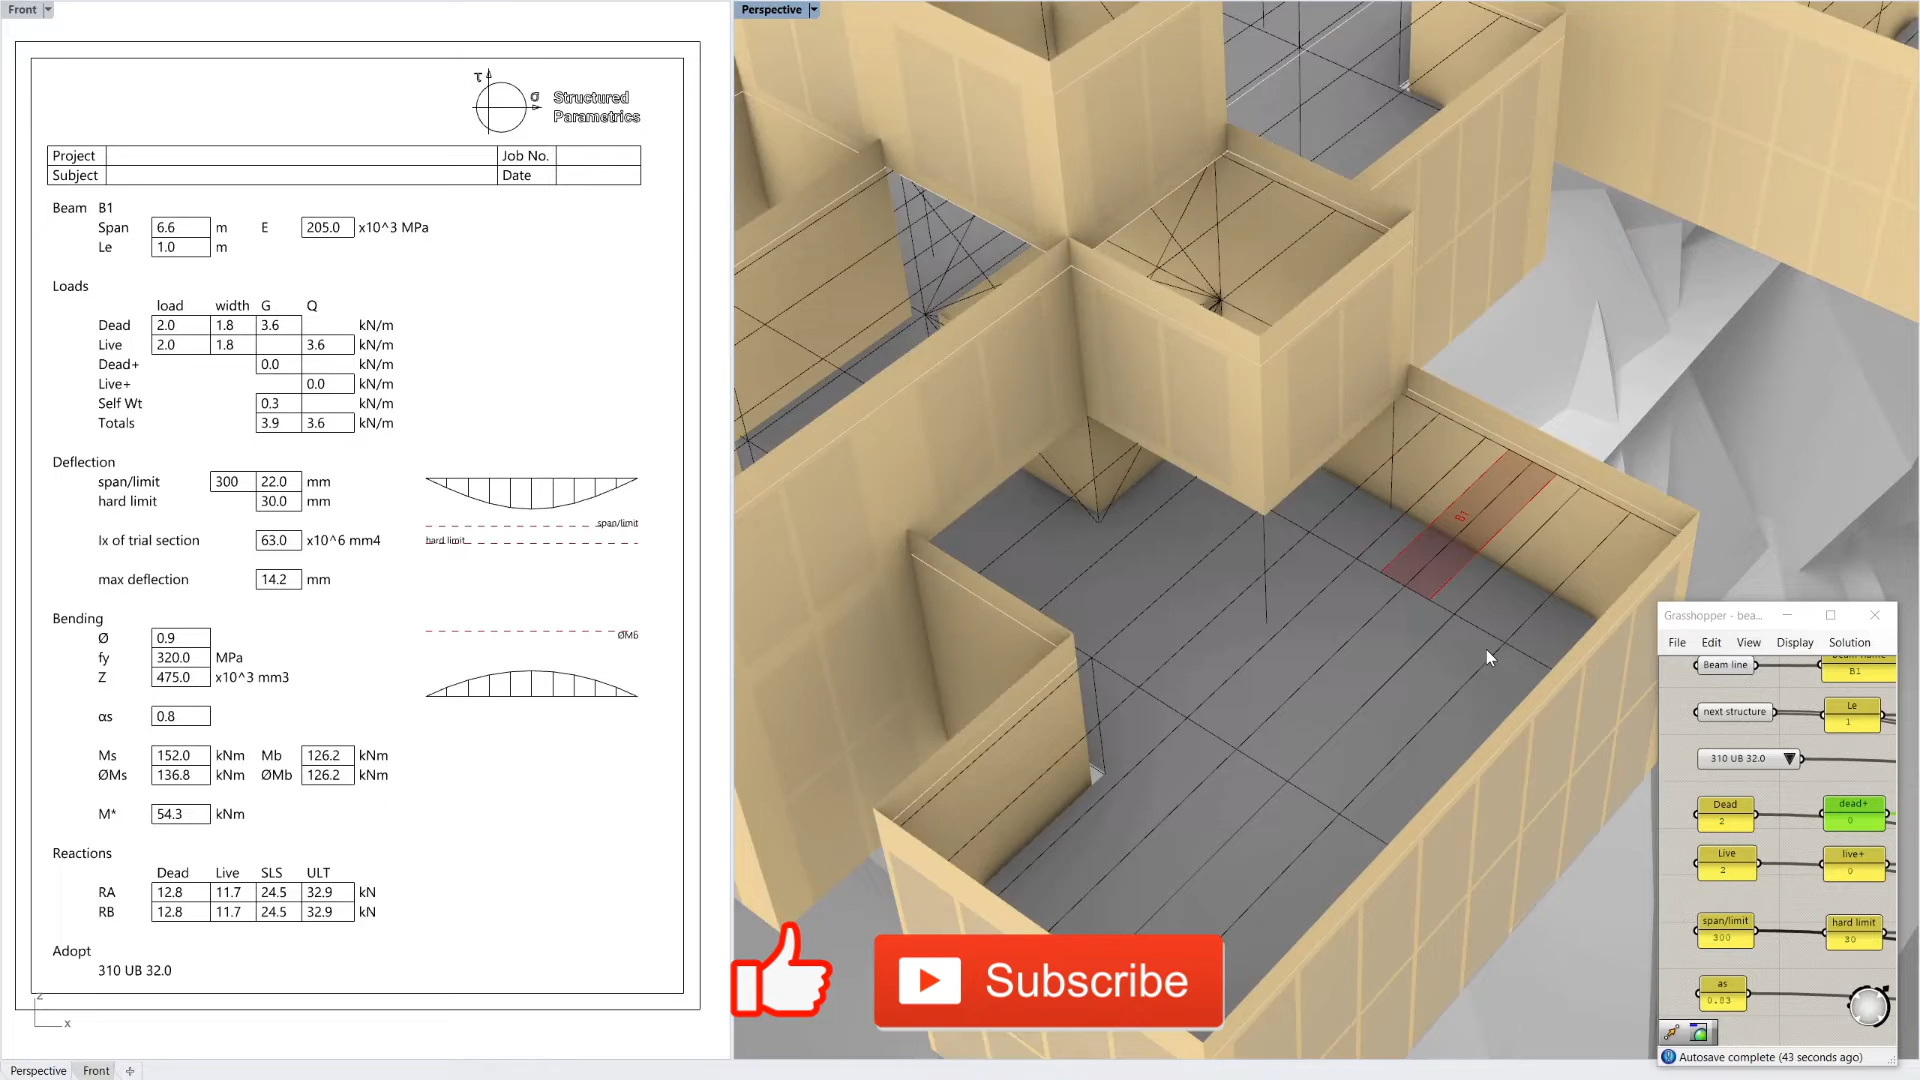 Front
Perspective
τ
σ
Structured
Parametrics
Project
Job No.
Subject
Date
Beam B1
Span 6.6 m E 205.0 x10^3 MPa
Le 1.0 m
Loads
load width G Q
Dead 2.0 1.8 3.6 kN/m
Live 2.0 1.8 3.6 kN/m
Dead+ 0.0 kN/m
Live+ 0.0 kN/m
Self Wt 0.3 kN/m
Totals 3.9 3.6 kN/m
Deflection
span/limit 300 22.0 mm
hard limit 30.0 mm
span/limit
Ix of trial section 63.0 x10^6 mm4
hard limit
max deflection 14.2 mm
Bending
Ø 0.9
ØMb
fy 320.0 MPa
Z 475.0 x10^3 mm3
αs 0.8
Ms 152.0 kNm Mb 126.2 kNm
ØMs 136.8 kNm ØMb 126.2 kNm
M* 54.3 kNm
Reactions
Dead Live SLS ULT
RA 12.8 11.7 24.5 32.9 kN
RB 12.8 11.7 24.5 32.9 kN
Adopt
310 UB 32.0
z
x
Perspective Front
B1
Subscribe
Grasshopper - bea...
File Edit View Display Solution
Beam line
beam name
B1
next structure
Le
1
310 UB 32.0
Dead
2
dead+
0
Live
2
live+
0
span/limit
300
hard limit
30
as
0.83
Autosave complete (43 seconds ago)